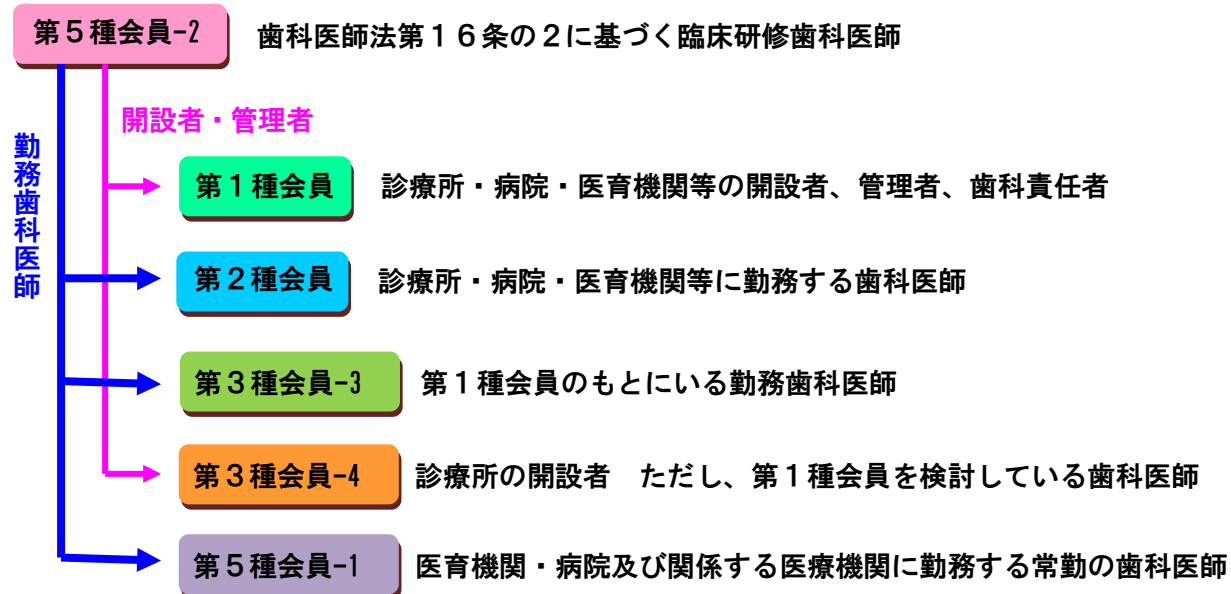 第５種会員-2　歯科医師法第１６条の２に基づく臨床研修歯科医師
開設者・管理者
勤務歯科医師
第１種会員　診療所・病院・医育機関等の開設者、管理者、歯科責任者
第２種会員　診療所・病院・医育機関等に勤務する歯科医師
第３種会員-3　第１種会員のもとにいる勤務歯科医師
第３種会員-4　診療所の開設者　ただし、第１種会員を検討している歯科医師
第５種会員-1　医育機関・病院及び関係する医療機関に勤務する常勤の歯科医師